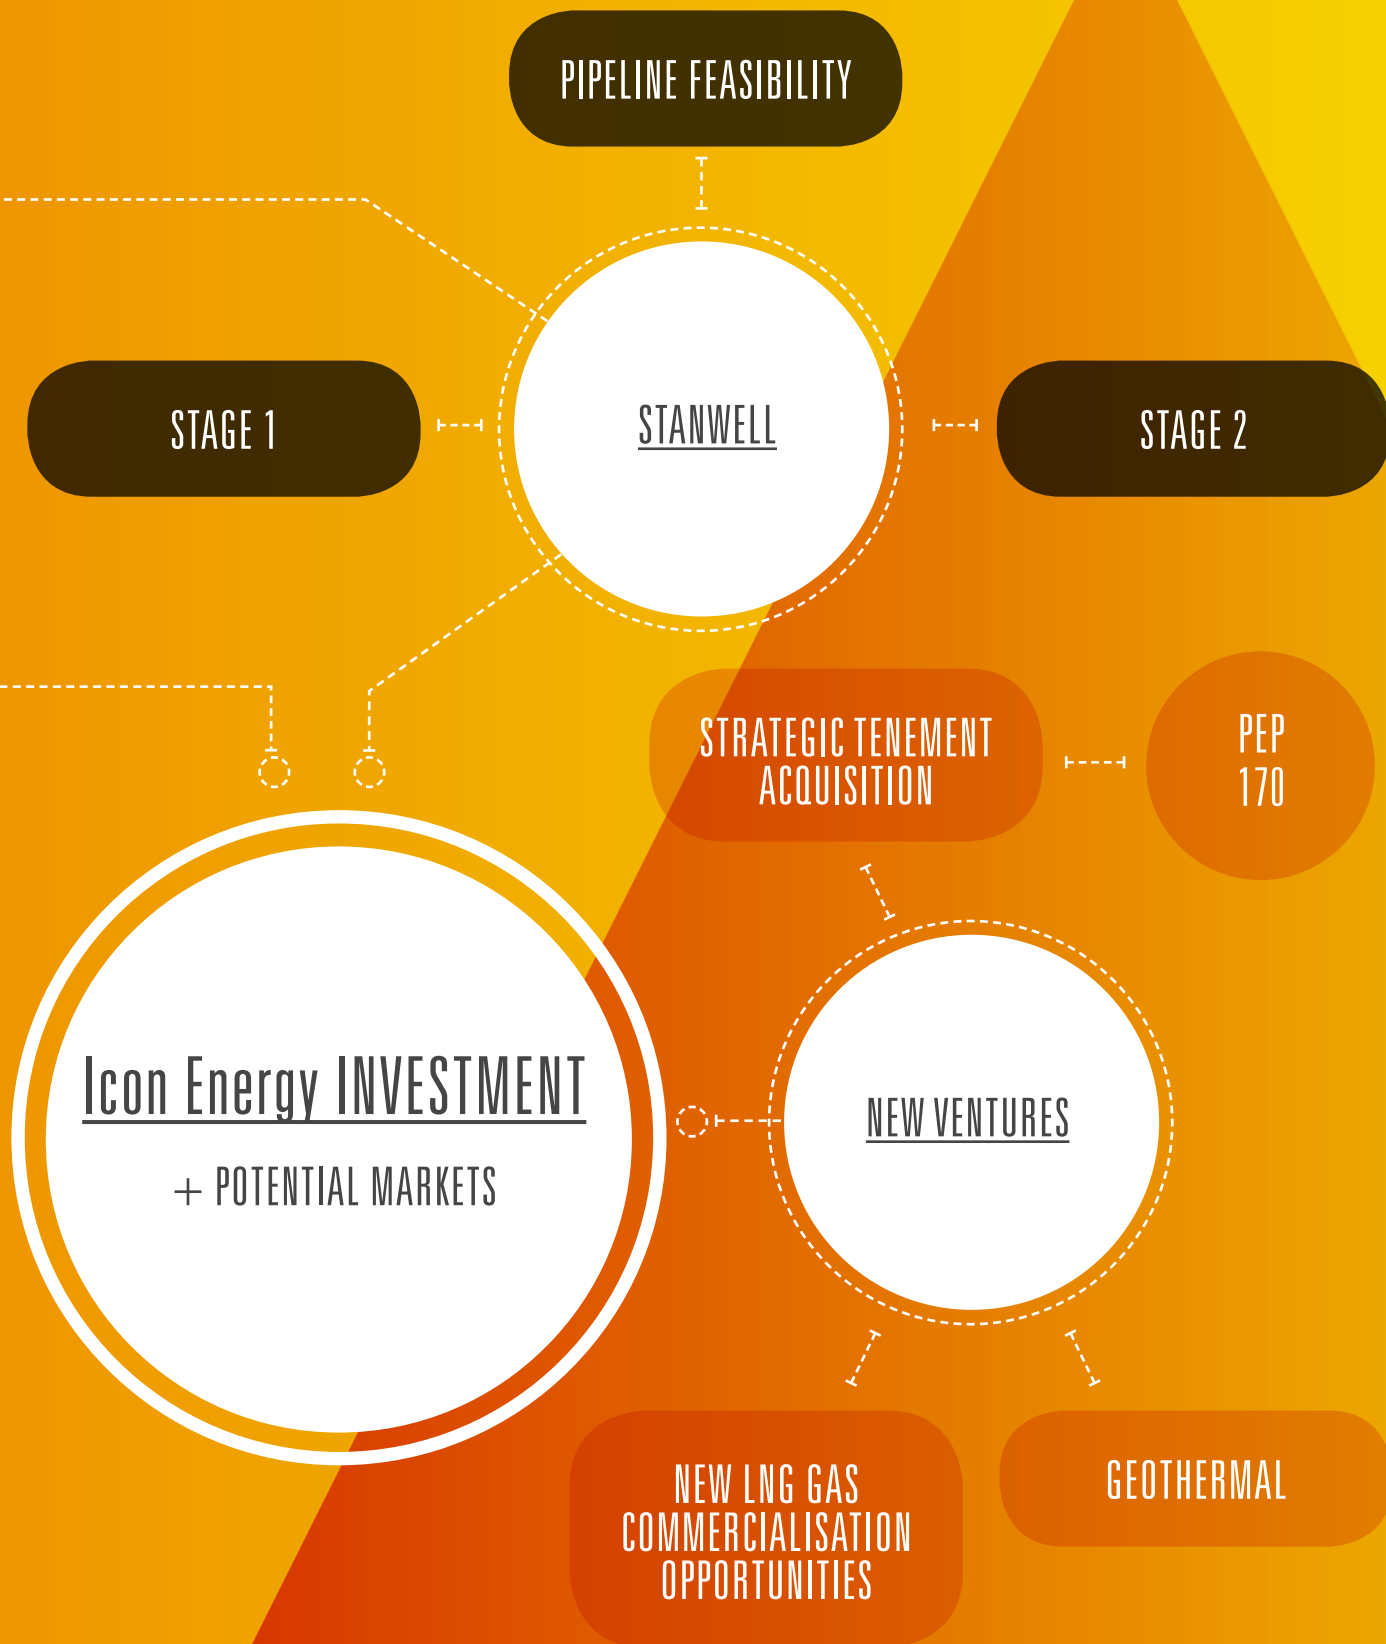 PIPELINE FEASIBILITY
STAGE 1
STANWELL
STAGE 2
STRATEGIC TENEMENT
ACQUISITION
PEP
170
Icon Energy INVESTMENT
+ POTENTIAL MARKETS
NEW VENTURES
NEW LNG GAS
COMMERCIALISATION
OPPORTUNITIES
GEOTHERMAL